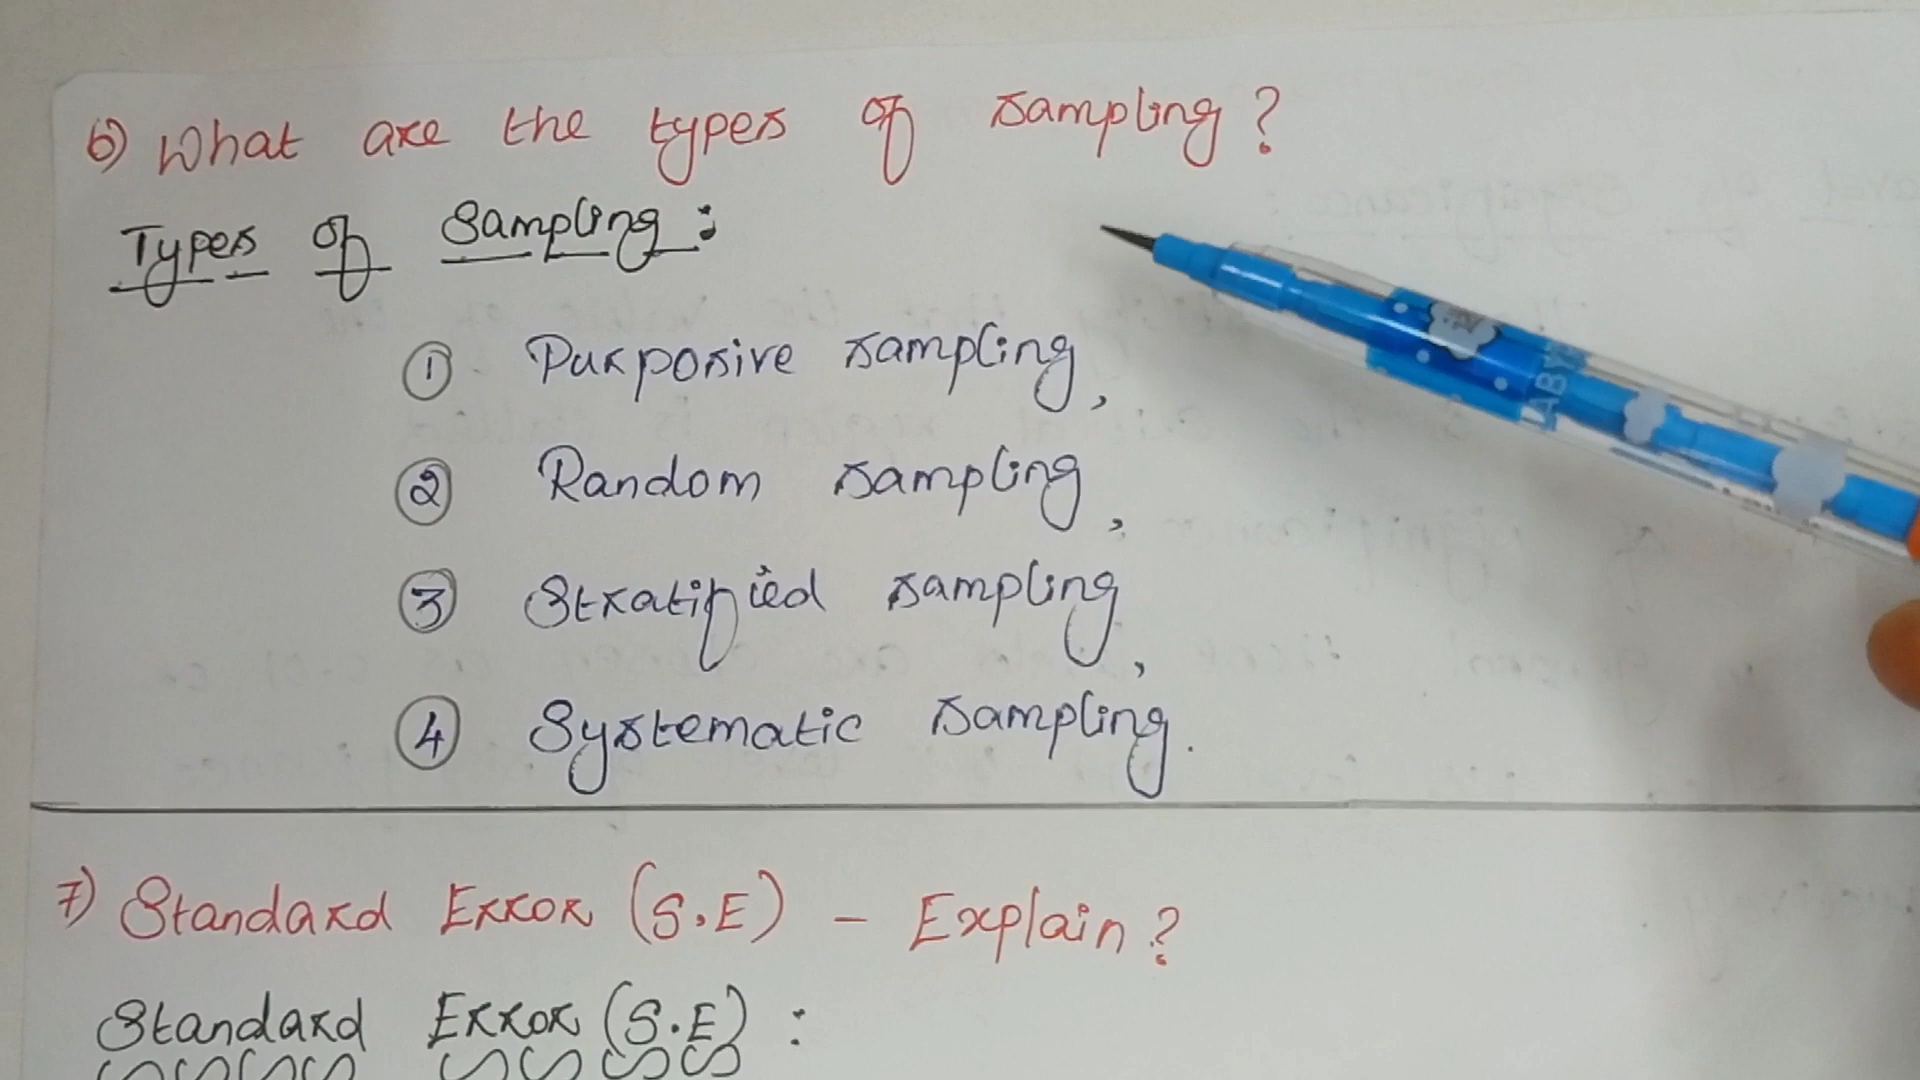 6) What are the types of sampling?
Types of Sampling:
① Purposive sampling,
② Random sampling,
③ Stratified sampling,
④ Systematic sampling.
7) Standard Error (S.E) - Explain?
Standard Error (S.E) :